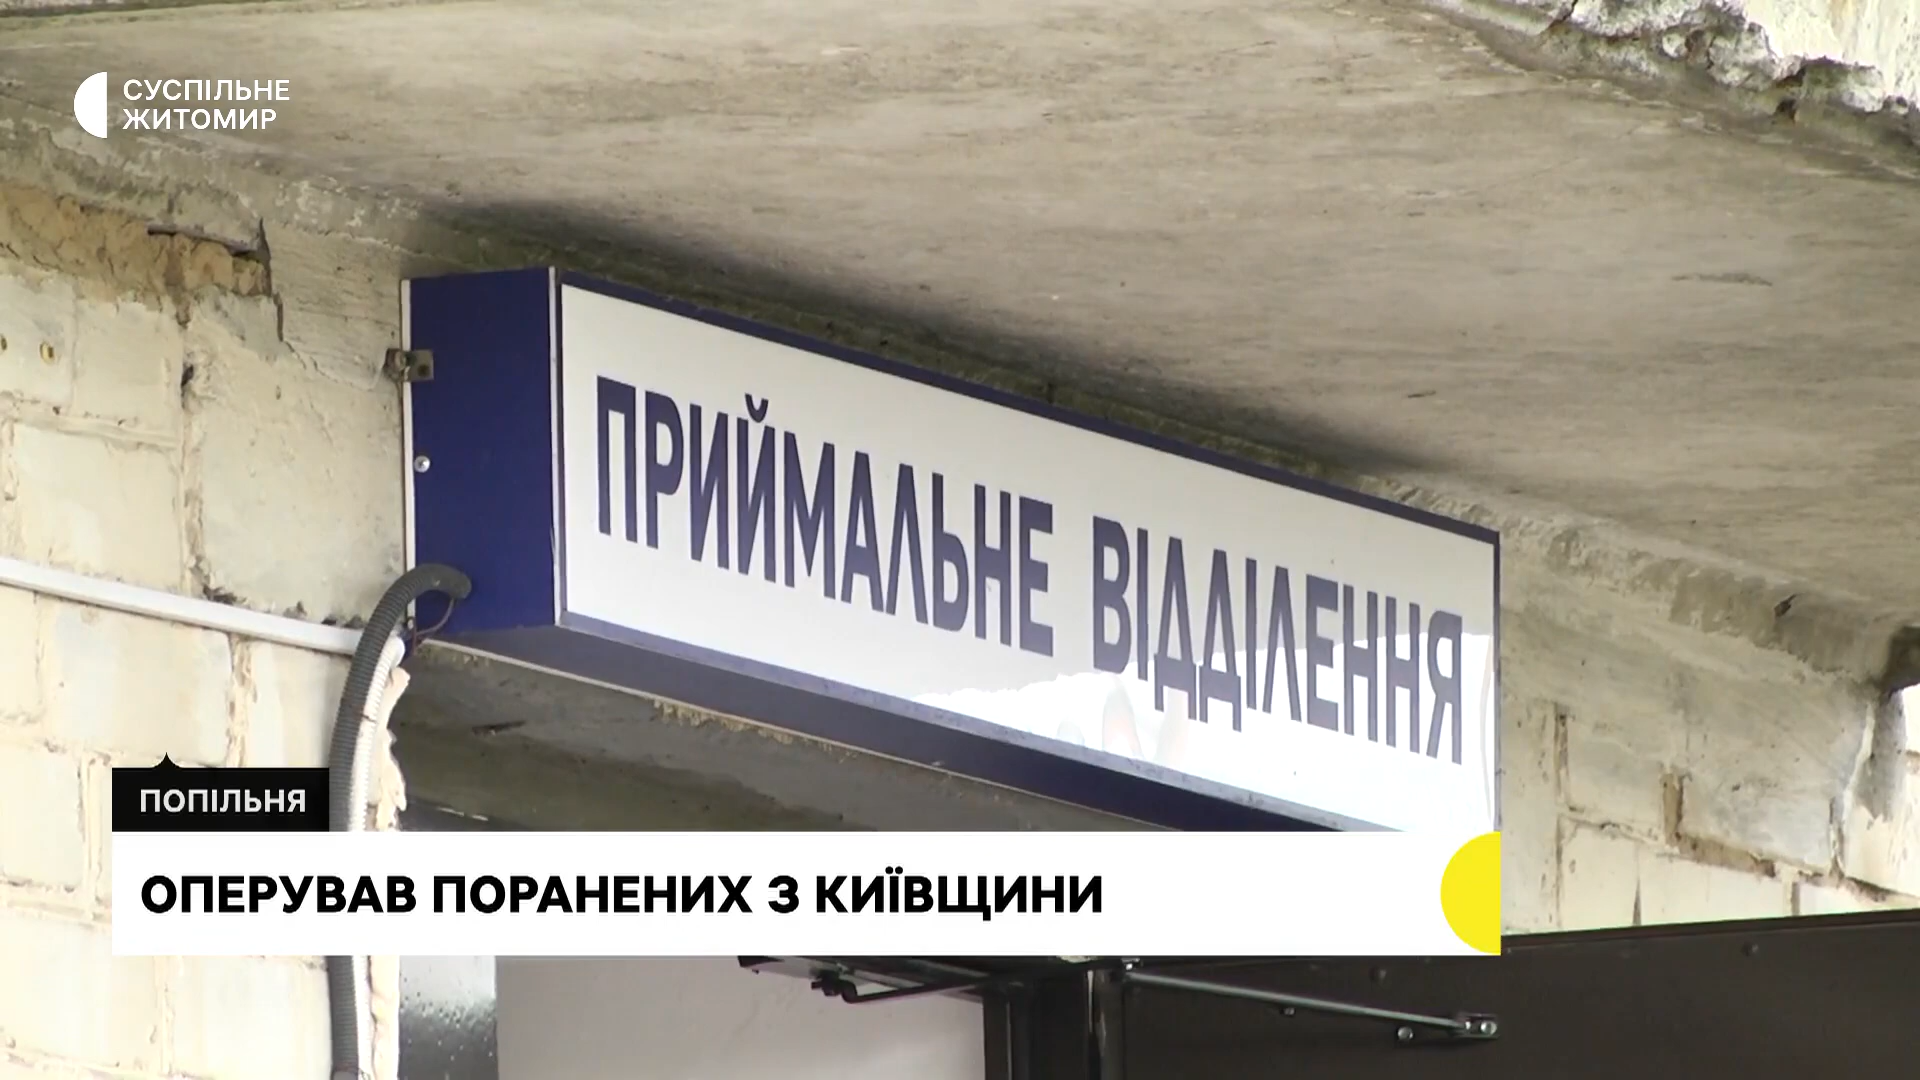 СУСПІЛЬНЕ
ЖИТОМИР
ПРИЙМАЛЬНЕ ВІДДІЛЕННЯ
ПОПІЛЬНЯ
ОПЕРУВАВ ПОРАНЕНИХ З КИЇВЩИНИ